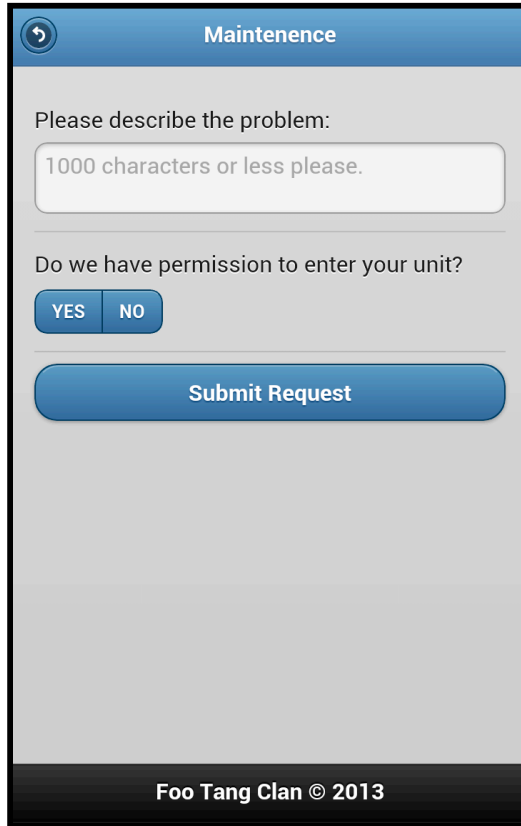 Maintenence
Please describe the problem:
1000 characters or less please.
Do we have permission to enter your unit?
YES NO
Submit Request
Foo Tang Clan © 2013